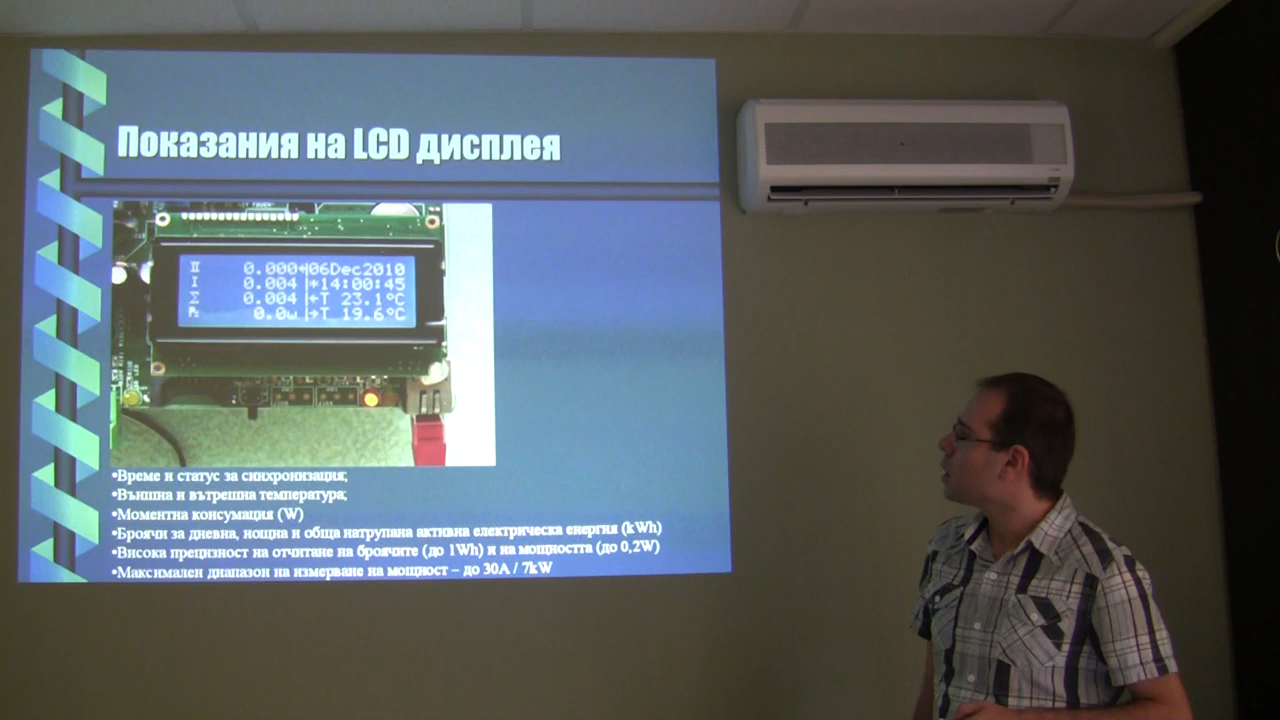 Показания на LCD дисплея
II 0.000←|06Dec2010
I 0.004 |*14:00:45
Σ 0.004 |←T 23.1°C
0.0w |→T 19.6°C
•Време и статус за синхронизация;
•Външна и вътрешна температура;
•Моментна консумация (W)
•Броячи за дневна, нощна и обща натрупана активна електрическа енергия (kWh)
•Висока прецизност на отчитане на броячите (до 1Wh) и на мощността (до 0,2W)
•Максимален диапазон на измерване на мощност – до 30A / 7kW